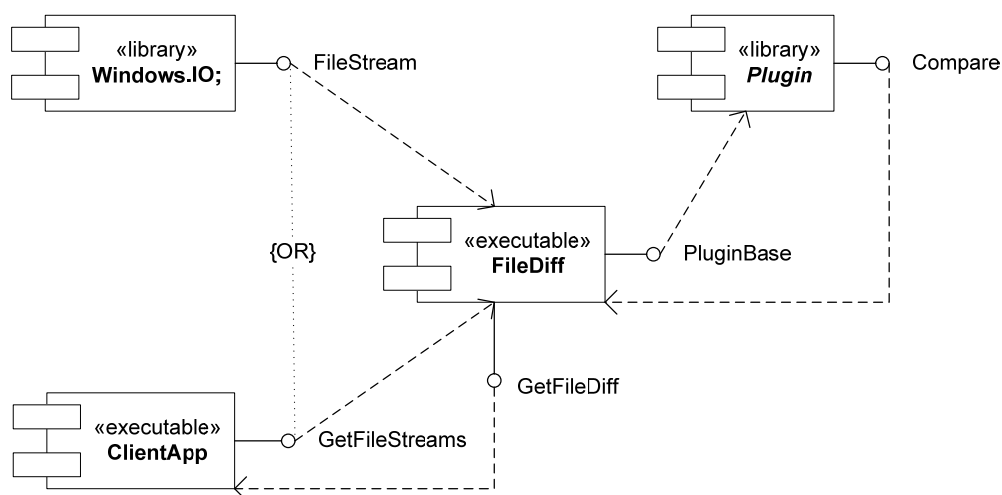 «library»
Windows.IO;
FileStream
«library»
Plugin
Compare
{OR}
«executable»
FileDiff
PluginBase
GetFileDiff
«executable»
ClientApp
GetFileStreams